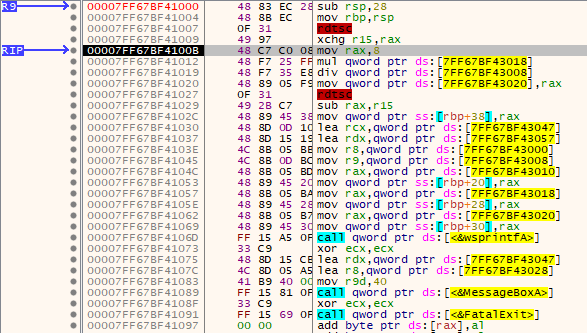 R9 00007FF67BF41000 48 83 EC 28 sub rsp,28
00007FF67BF41004 48 8B EC mov rbp,rsp
00007FF67BF41007 0F 31 rdtsc
00007FF67BF41009 49 97 xchg r15,rax
RIP 00007FF67BF4100B 48 C7 C0 08 mov rax,8
00007FF67BF41012 48 F7 25 FF mul qword ptr ds:[7FF67BF43018]
00007FF67BF41019 48 F7 35 E8 div qword ptr ds:[7FF67BF43008]
00007FF67BF41020 48 89 05 F9 mov qword ptr ds:[7FF67BF43020],rax
00007FF67BF41027 0F 31 rdtsc
00007FF67BF41029 49 2B C7 sub rax,r15
00007FF67BF4102C 48 89 45 38 mov qword ptr ss:[rbp+38],rax
00007FF67BF41030 48 8D 0D 10 lea rcx,qword ptr ds:[7FF67BF43047]
00007FF67BF41037 48 8D 15 19 lea rdx,qword ptr ds:[7FF67BF43057]
00007FF67BF4103E 4C 8B 05 BB mov r8,qword ptr ds:[7FF67BF43000]
00007FF67BF41045 4C 8B 0D BC mov r9,qword ptr ds:[7FF67BF43008]
00007FF67BF4104C 48 8B 05 BD mov rax,qword ptr ds:[7FF67BF43010]
00007FF67BF41053 48 89 45 20 mov qword ptr ss:[rbp+20],rax
00007FF67BF41057 48 8B 05 BA mov rax,qword ptr ds:[7FF67BF43018]
00007FF67BF4105E 48 89 45 28 mov qword ptr ss:[rbp+28],rax
00007FF67BF41062 48 8B 05 B7 mov rax,qword ptr ds:[7FF67BF43020]
00007FF67BF41069 48 89 45 30 mov qword ptr ss:[rbp+30],rax
00007FF67BF4106D FF 15 A5 0F call qword ptr ds:[<&wsprintfA>]
00007FF67BF41073 33 C9 xor ecx,ecx
00007FF67BF41075 48 8D 15 CB lea rdx,qword ptr ds:[7FF67BF43047]
00007FF67BF4107C 4C 8D 05 A5 lea r8,qword ptr ds:[7FF67BF43028]
00007FF67BF41083 41 B9 40 00 mov r9d,40
00007FF67BF41089 FF 15 81 0F call qword ptr ds:[<&MessageBoxA>]
00007FF67BF4108F 33 C9 xor ecx,ecx
00007FF67BF41091 FF 15 69 0F call qword ptr ds:[<&FatalExit>]
00007FF67BF41097 00 00 add byte ptr ds:[rax],al